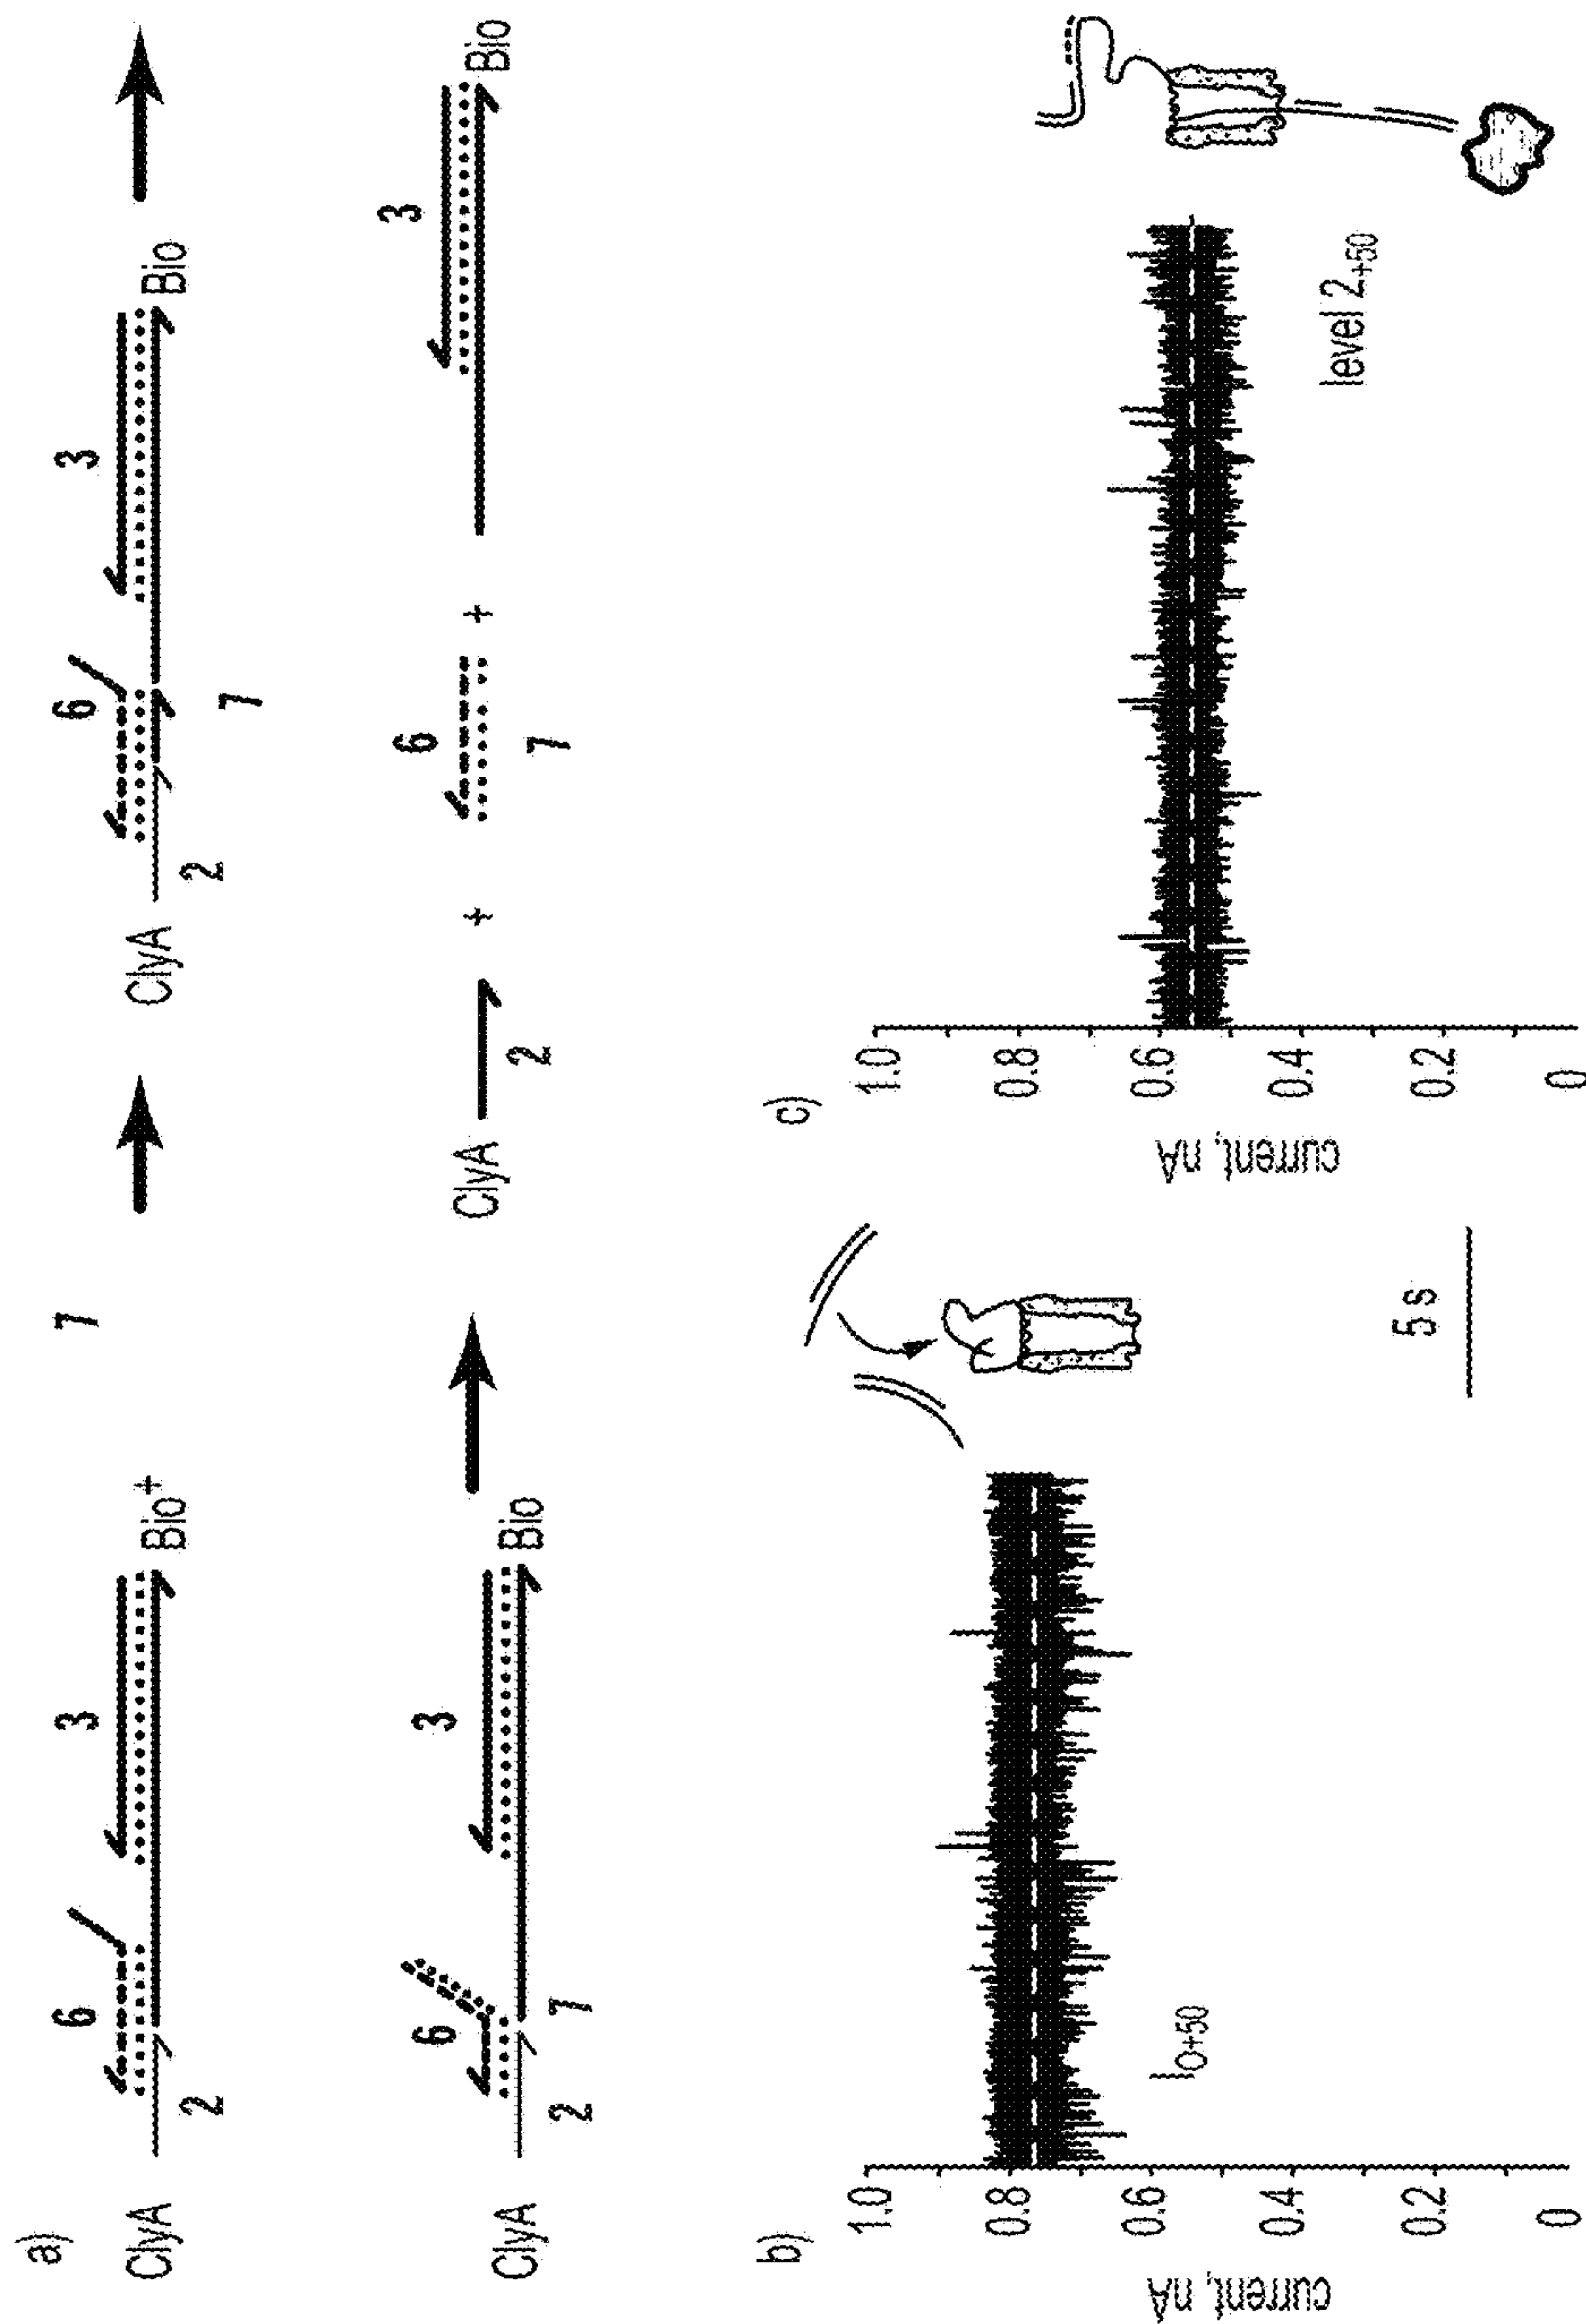 a)
6 3 7 6 3
ClyA Bio + ClyA Bio
2 2 7
6 3 6 3
ClyA Bio ClyA + + Bio
2 7 2 7
b)
1.0
0.8
0.6
0.4
0.2
0
current, nA
I0+50
5 s
c)
1.0
0.8
0.6
0.4
0.2
0
current, nA
level 2+50